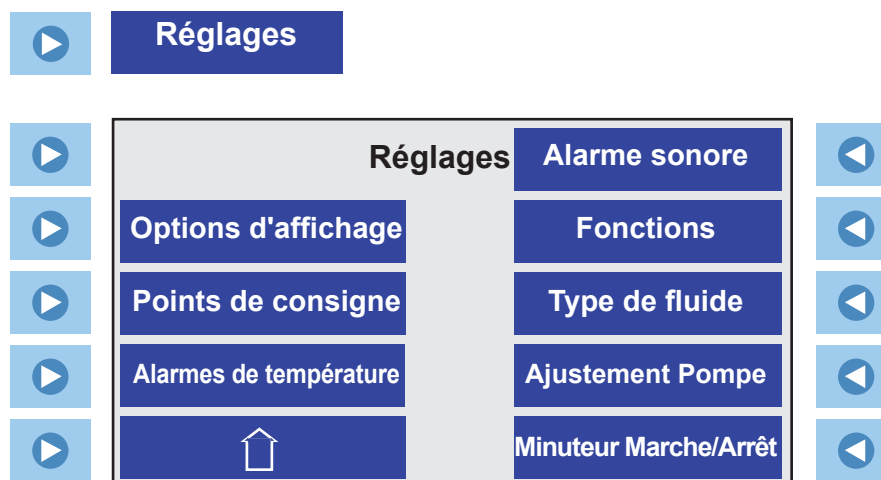 Réglages
Réglages
Alarme sonore
Options d'affichage
Fonctions
Points de consigne
Type de fluide
Alarmes de température
Ajustement Pompe
Minuteur Marche/Arrêt